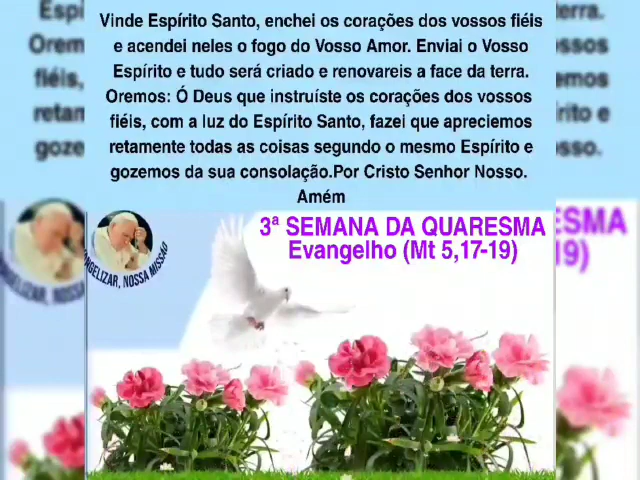 Vinde Espírito Santo, enchei os corações dos vossos fiéis
e acendei neles o fogo do Vosso Amor. Enviai o Vosso
Espírito e tudo será criado e renovareis a face da terra.
Oremos: Ó Deus que instruíste os corações dos vossos
fiéis, com a luz do Espírito Santo, fazei que apreciemos
retamente todas as coisas segundo o mesmo Espírito e
gozemos da sua consolação.Por Cristo Senhor Nosso.
Amém
3ª SEMANA DA QUARESMA
Evangelho (Mt 5,17-19)
EVANGELIZAR, NOSSA MISSÃO